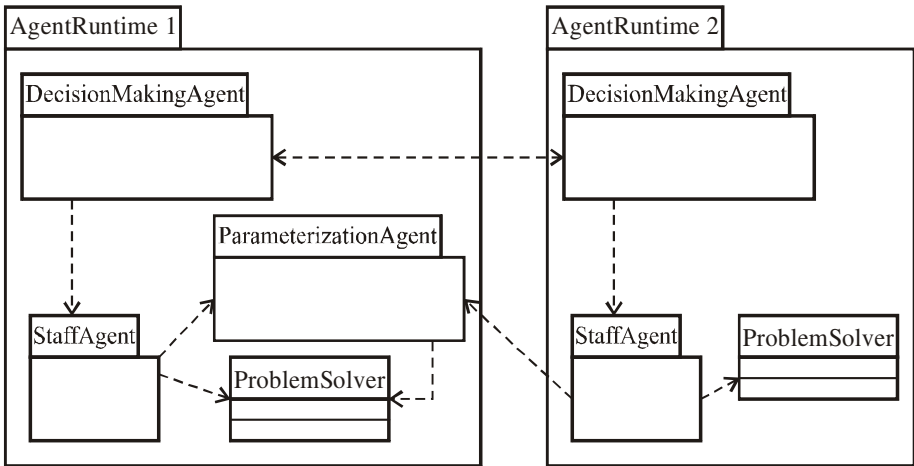 AgentRuntime 1
AgentRuntime 2
DecisionMakingAgent
DecisionMakingAgent
ParameterizationAgent
StaffAgent
ProblemSolver
StaffAgent
ProblemSolver